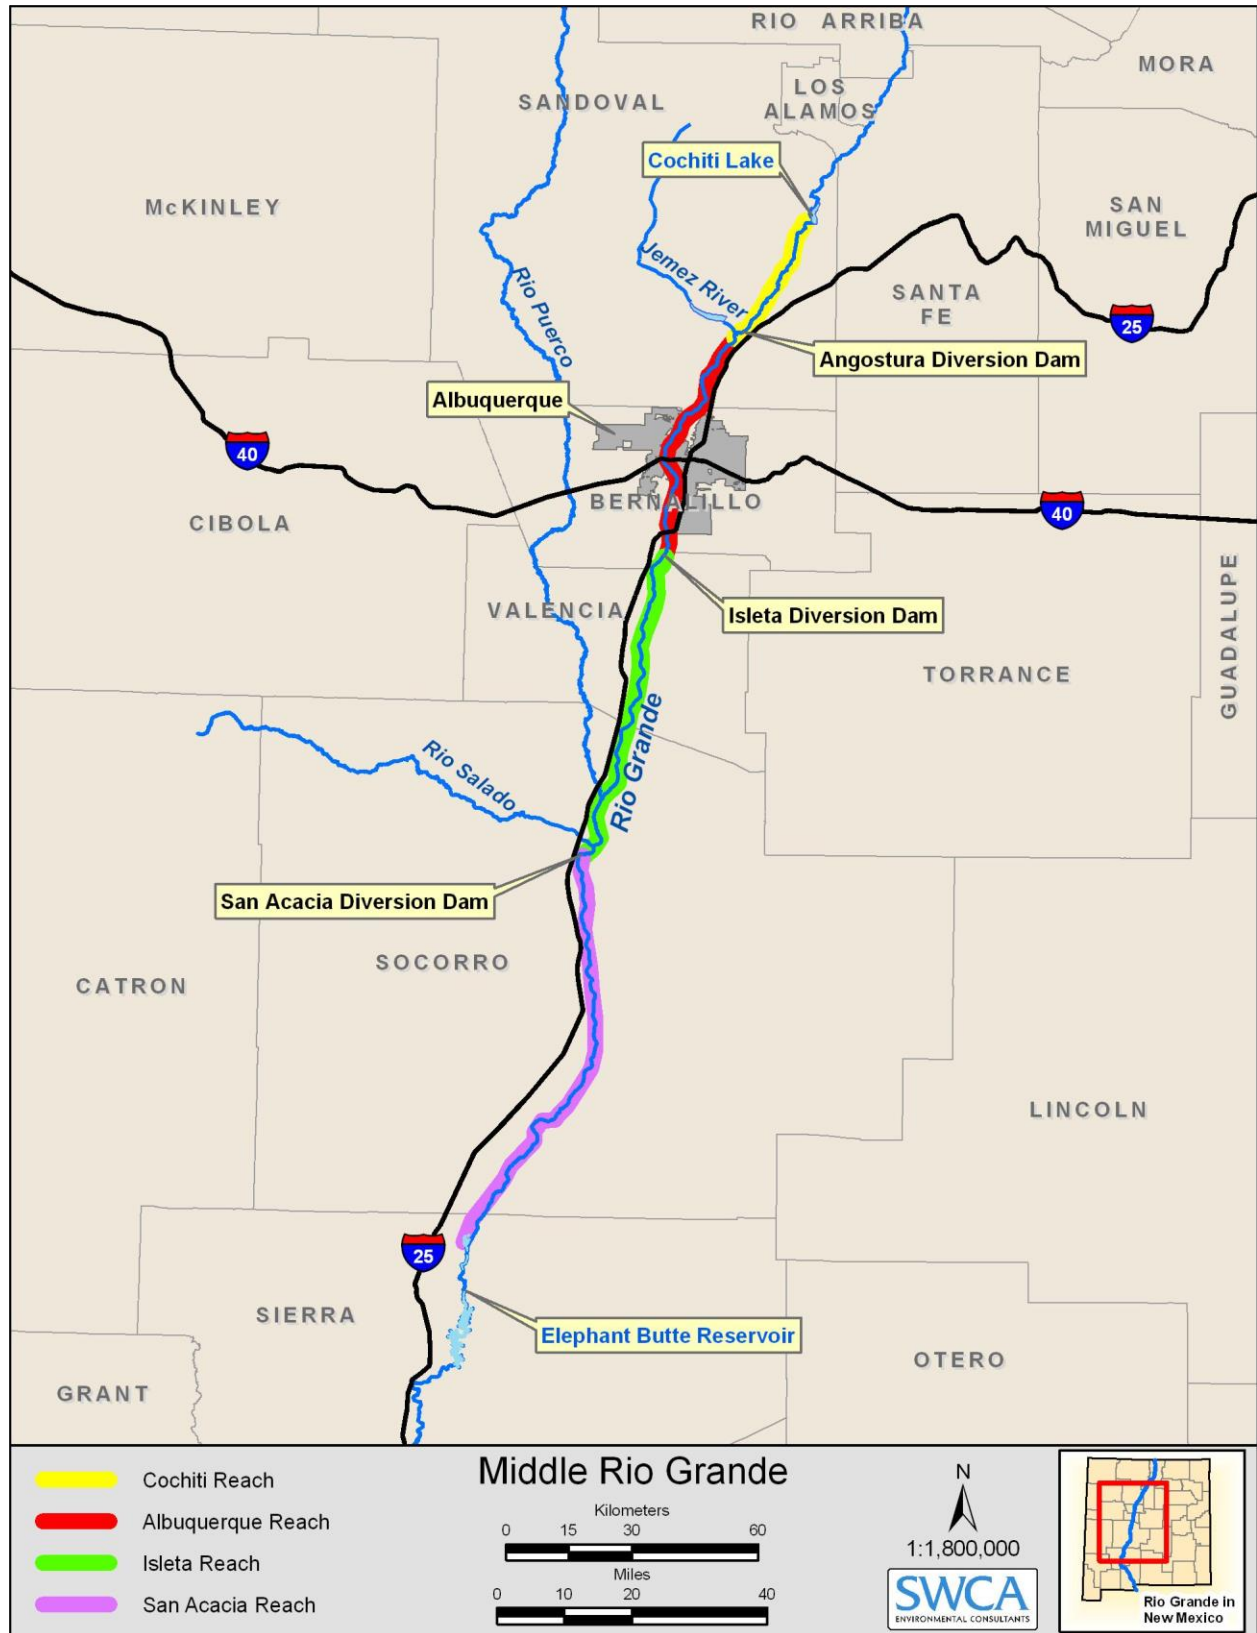 RIO ARRIBA
MORA
LOS
ALAMOS
SANDOVAL
Cochiti Lake
McKINLEY
SAN
MIGUEL
Jemez River
Rio Puerco
SANTA
FE
25
Angostura Diversion Dam
Albuquerque
40
BERNALILLO
40
CIBOLA
GUADALUPE
VALENCIA
Isleta Diversion Dam
TORRANCE
Rio Grande
Rio Salado
San Acacia Diversion Dam
SOCORRO
CATRON
LINCOLN
25
SIERRA
Elephant Butte Reservoir
OTERO
GRANT
Cochiti Reach
Albuquerque Reach
Isleta Reach
San Acacia Reach
Middle Rio Grande
Kilometers
0 15 30 60
Miles
0 10 20 40
N
1:1,800,000
SWCA
ENVIRONMENTAL CONSULTANTS
Rio Grande in
New Mexico